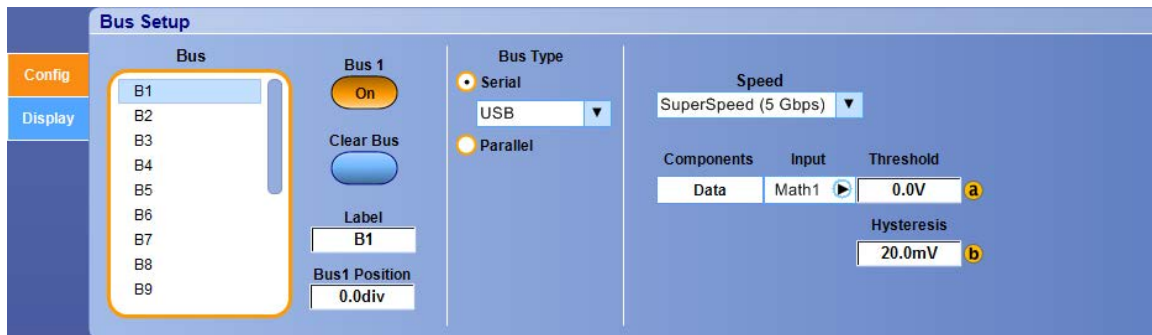 Bus Setup
Config
Display
Bus
B1
B2
B3
B4
B5
B6
B7
B8
B9
Bus 1
On
Clear Bus
Label
B1
Bus1 Position
0.0div
Bus Type
Serial
USB
Parallel
Speed
SuperSpeed (5 Gbps)
Components Input Threshold
Data Math1 0.0V a
Hysteresis
20.0mV b